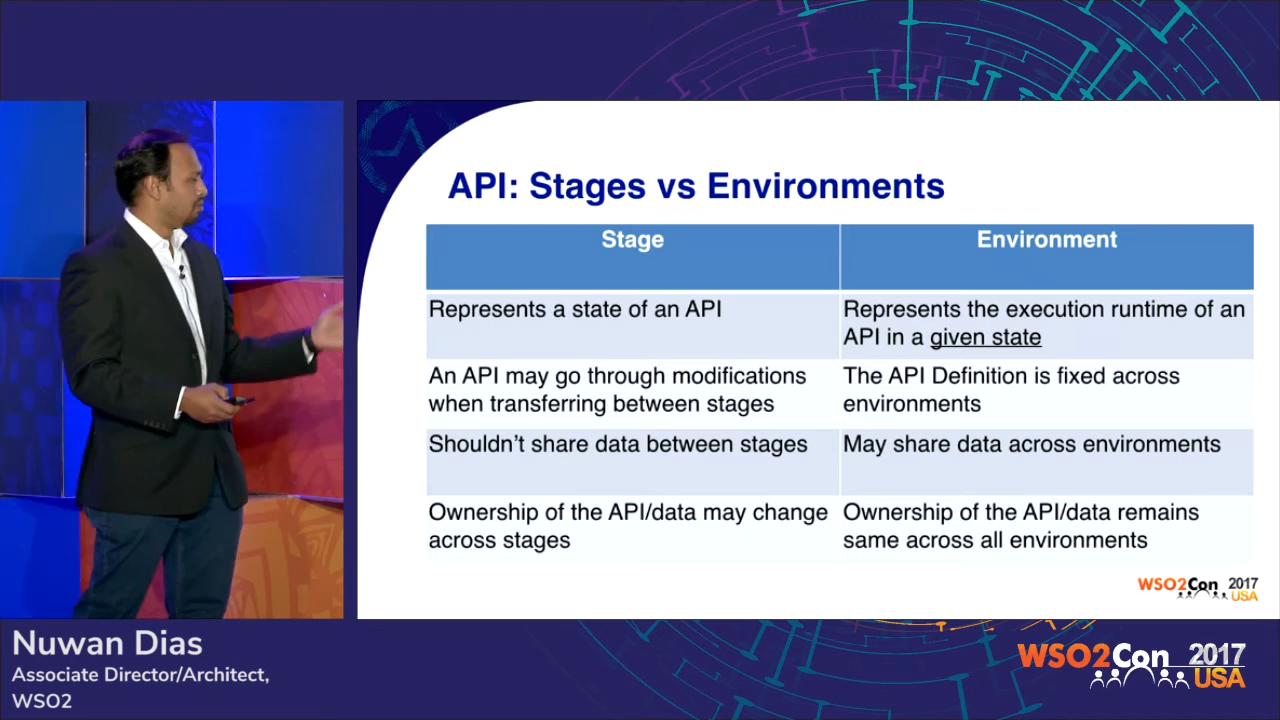 API: Stages vs Environments
Stage
Environment
Represents a state of an API
Represents the execution runtime of an
API in a given state
An API may go through modifications
when transferring between stages
The API Definition is fixed across
environments
Shouldn't share data between stages
May share data across environments
Ownership of the API/data may change
across stages
Ownership of the API/data remains
same across all environments
WSO2Con 2017
USA
Nuwan Dias
Associate Director/Architect,
WSO2
WSO2Con 2017
USA